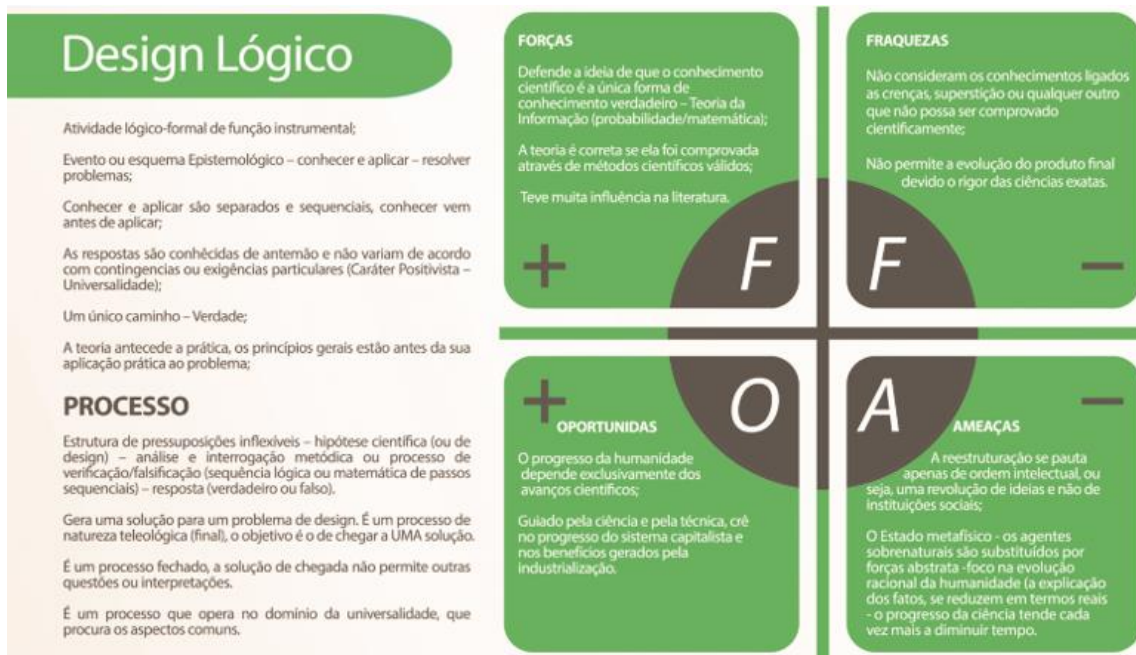 Design Lógico
Atividade lógico-formal de função instrumental;
Evento ou esquema Epistemológico – conhecer e aplicar – resolver
problemas;
Conhecer e aplicar são separados e sequenciais, conhecer vem
antes de aplicar;
As respostas são conhêcidas de antemão e não variam de acordo
com contingencias ou exigências particulares (Caráter Positivista –
Universalidade);
Um único caminho – Verdade;
A teoria antecede a prática, os princípios gerais estão antes da sua
aplicação prática ao problema;
PROCESSO
Estrutura de pressuposições inflexíveis – hipótese científica (ou de
design) – análise e interrogação metódica ou processo de
verificação/falsificação (sequência lógica ou matemática de passos
sequenciais) – resposta (verdadeiro ou falso).
Gera uma solução para um problema de design. É um processo de
natureza teleológica (final), o objetivo é o de chegar a UMA solução.
É um processo fechado, a solução de chegada não permite outras
questões ou interpretações.
É um processo que opera no domínio da universalidade, que
procura os aspectos comuns.
FORÇAS
Defende a ideia de que o conhecimento
científico é a única forma de
conhecimento verdadeiro – Teoria da
Informação (probabilidade/matemática);
A teoria é correta se ela foi comprovada
através de métodos científicos válidos;
Teve muita influência na literatura.
+
F
FRAQUEZAS
Não consideram os conhecimentos ligados
as crenças, superstição ou qualquer outro
que não possa ser comprovado
cientificamente;
Não permite a evolução do produto final
devido o rigor das ciências exatas.
F
–
+
O
OPORTUNIDAS
O progresso da humanidade
depende exclusivamente dos
avanços científicos;
Guiado pela ciência e pela técnica, crê
no progresso do sistema capitalista e
nos benefícios gerados pela
industrialização.
A
–
AMEAÇAS
A reestruturação se pauta
apenas de ordem intelectual, ou
seja, uma revolução de ideias e não de
instituições sociais;
O Estado metafísico - os agentes
sobrenaturais são substituídos por
forças abstrata -foco na evolução
racional da humanidade (a explicação
dos fatos, se reduzem em termos reais
- o progresso da ciência tende cada
vez mais a diminuir tempo.